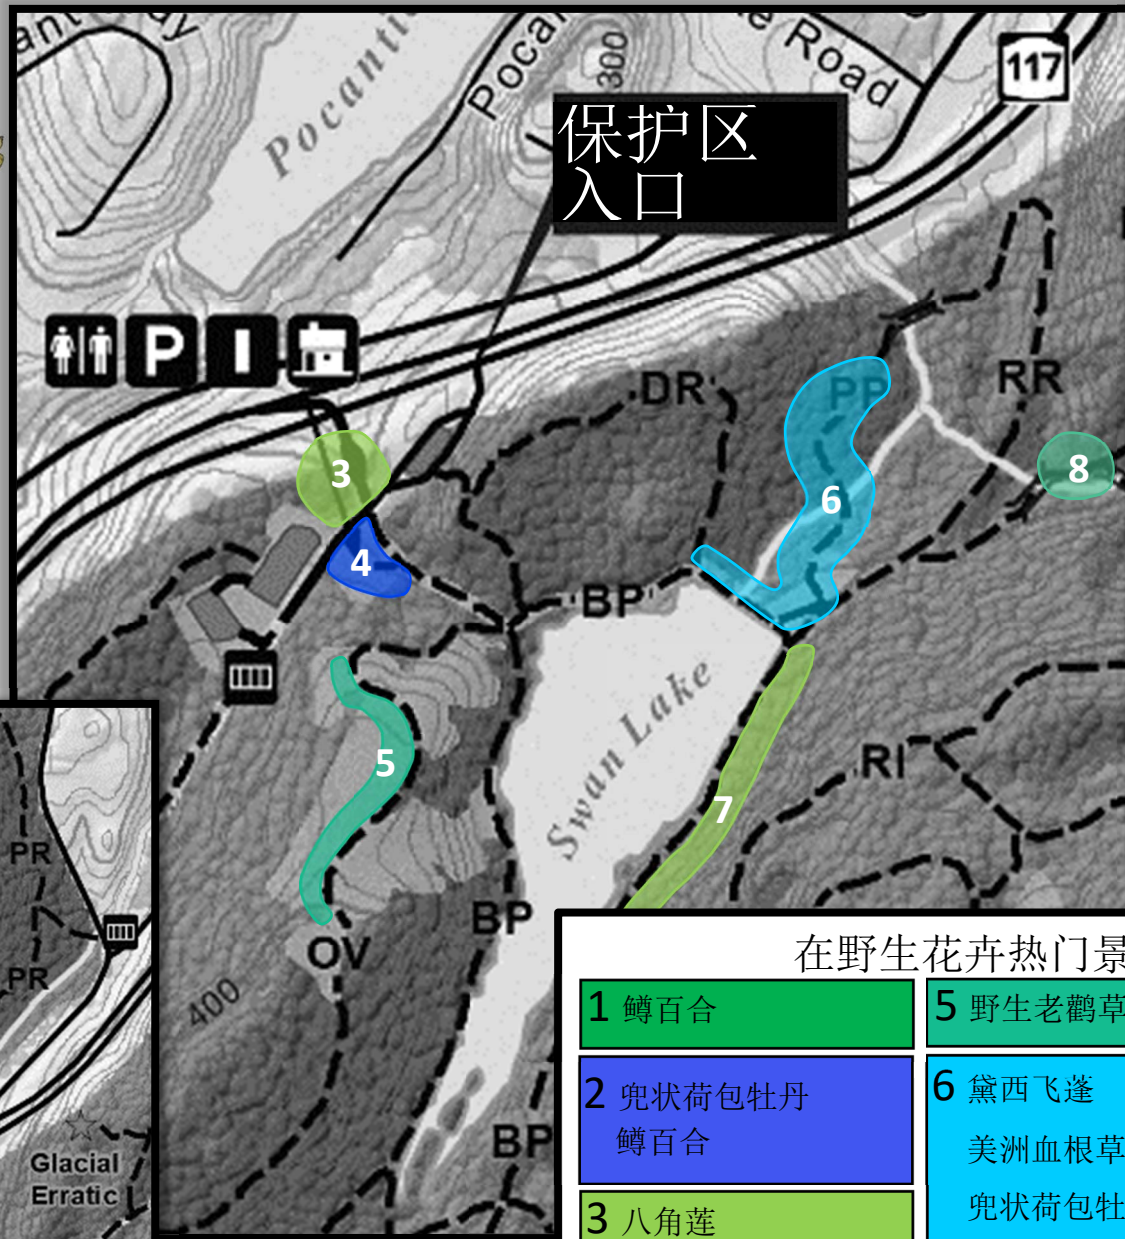 Pocanti
Poca
300
Road
117
保护区
入口
P
I
DR
PP
RR
3
4
6
8
BP
Swan Lake
5
7
RI
BP
OV
400
BP
PR
PR
Glacial
Erratic
在野生花卉热门景
1 鳟百合
2 兜状荷包牡丹
鳟百合
3 八角莲
5 野生老鹳草
6 黛西飞蓬
美洲血根草
兜状荷包牡